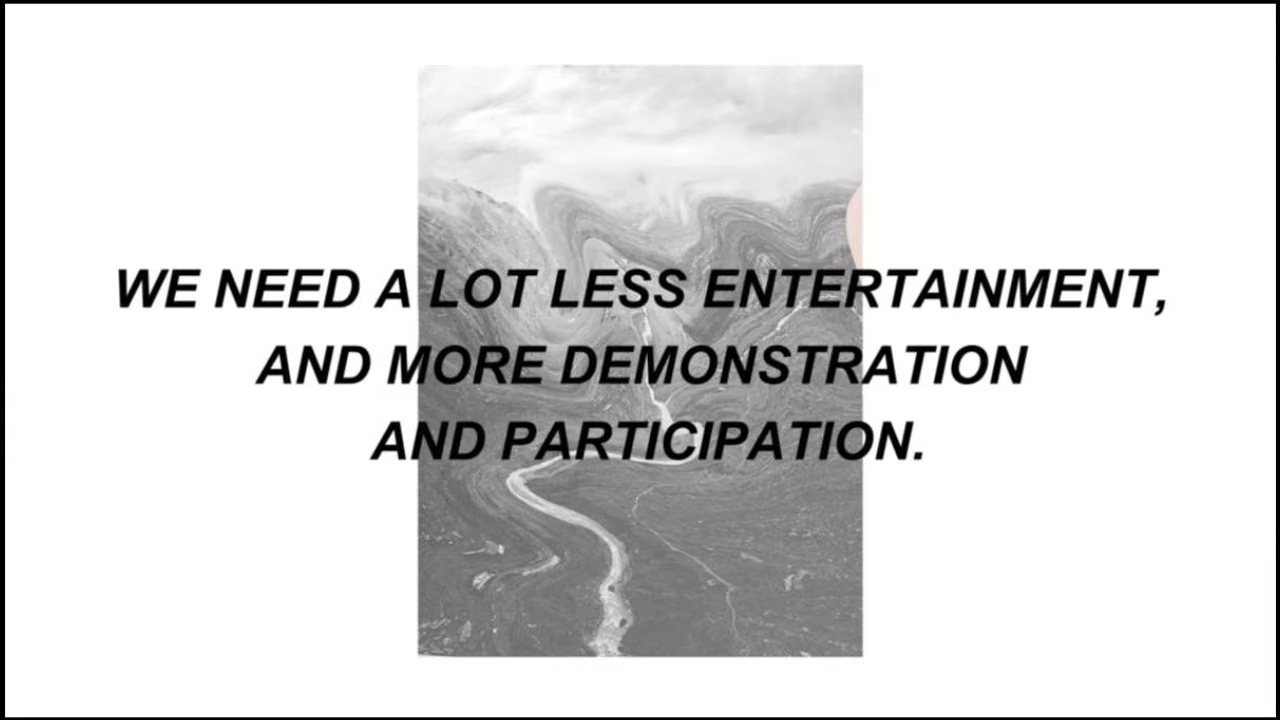 WE NEED A LOT LESS ENTERTAINMENT,
AND MORE DEMONSTRATION
AND PARTICIPATION.